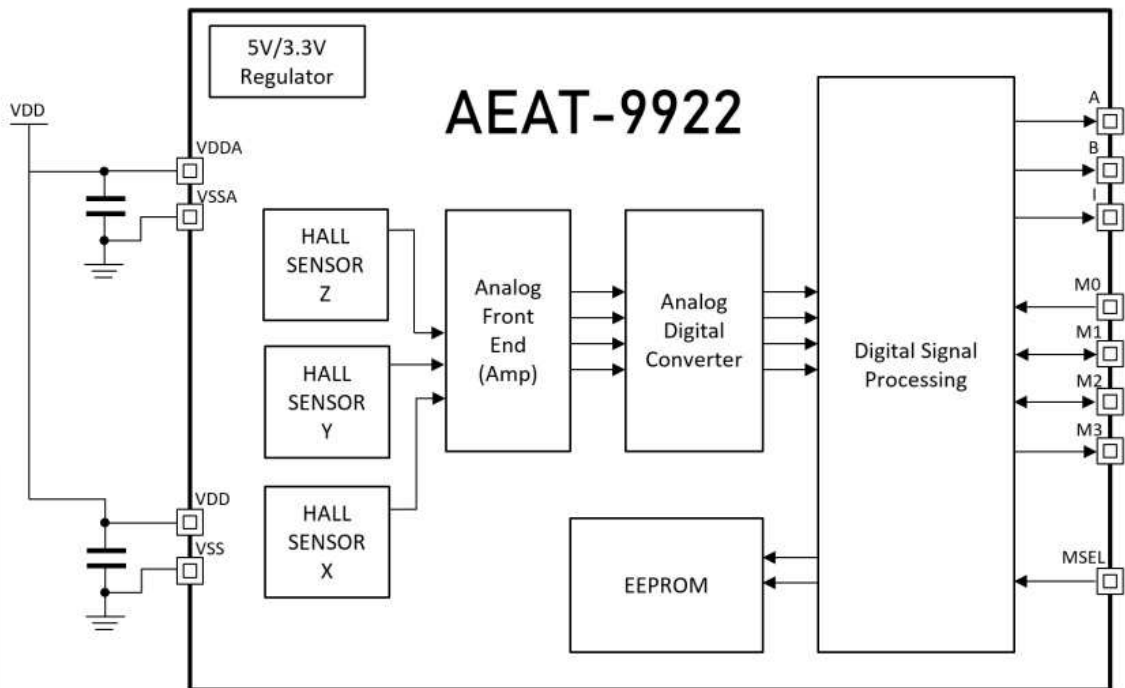 5V/3.3V
Regulator
AEAT-9922
VDD
VDDA
VSSA
HALL
SENSOR
Z
HALL
SENSOR
Y
HALL
SENSOR
X
Analog
Front
End
(Amp)
Analog
Digital
Converter
Digital Signal
Processing
EEPROM
VDD
VSS
A
B
I
M0
M1
M2
M3
MSEL